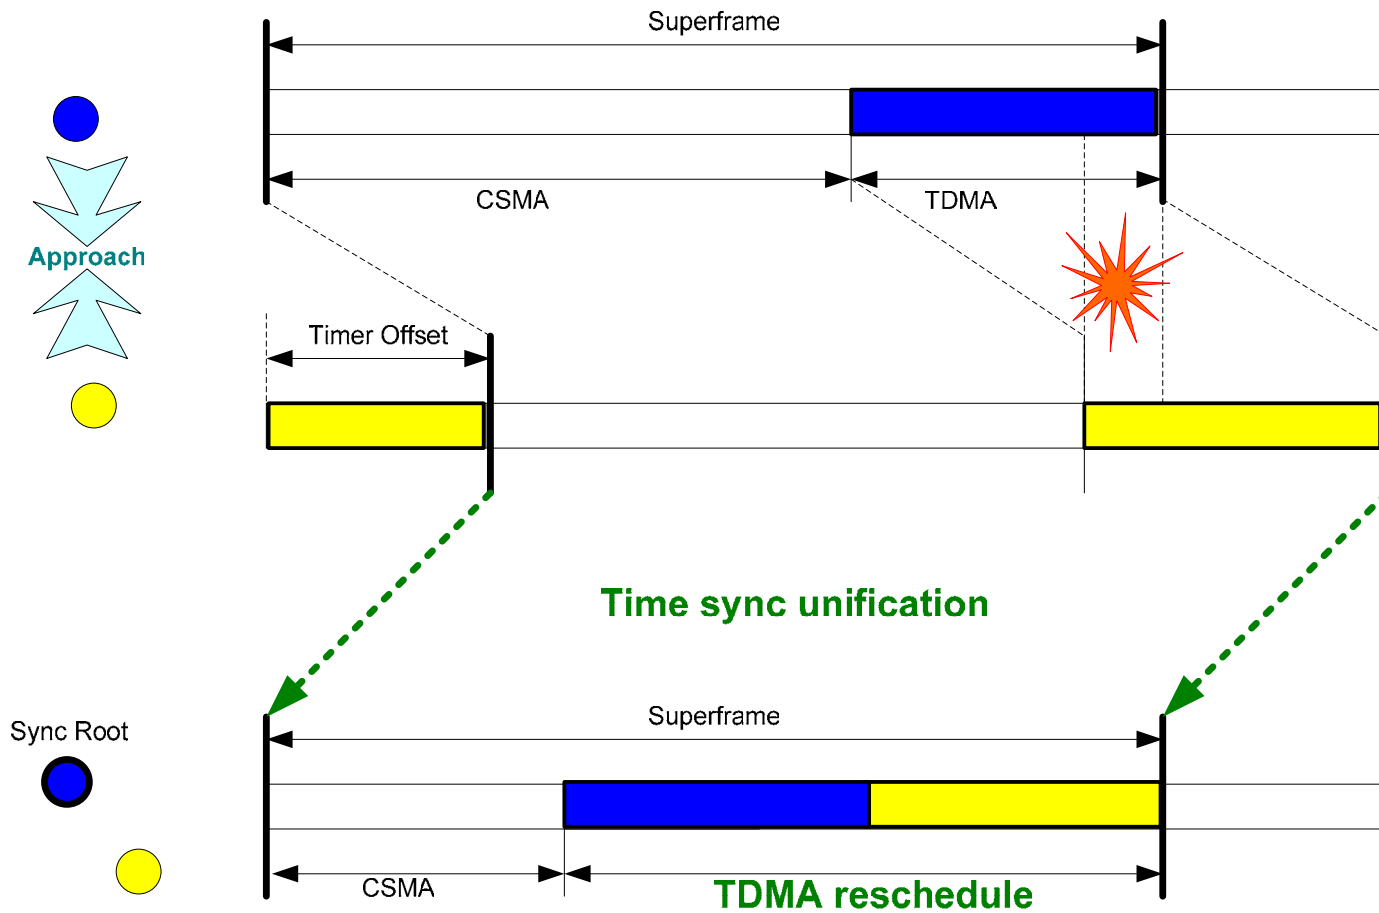 Superframe
CSMA
TDMA
Approach
Timer Offset
Time sync unification
Superframe
Sync Root
CSMA
TDMA reschedule